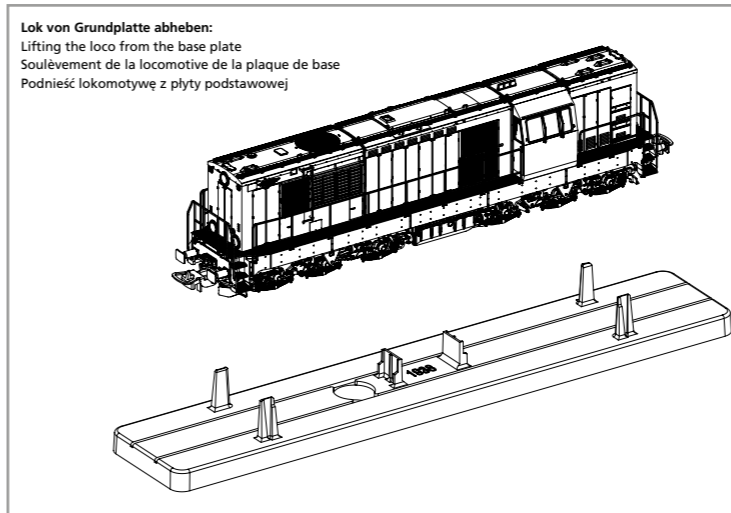 Lok von Grundplatte abheben:
Lifting the loco from the base plate
Soulèvement de la locomotive de la plaque de base
Podnieść lokomotywę z płyty podstawowej
1938